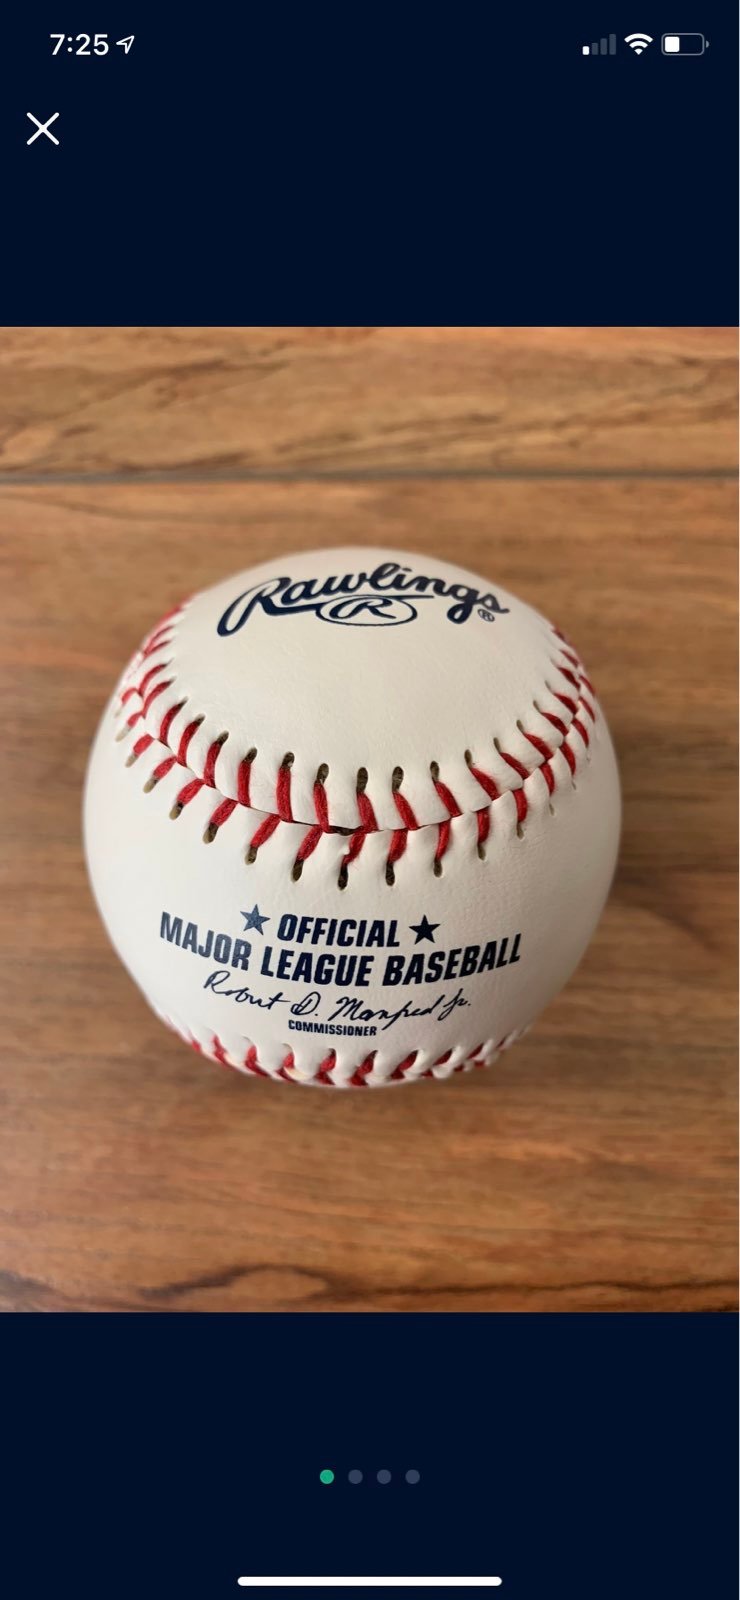 7:25
Rawlings
R ®
★ OFFICIAL ★
MAJOR LEAGUE BASEBALL
Robert D. Manfred Jr.
COMMISSIONER